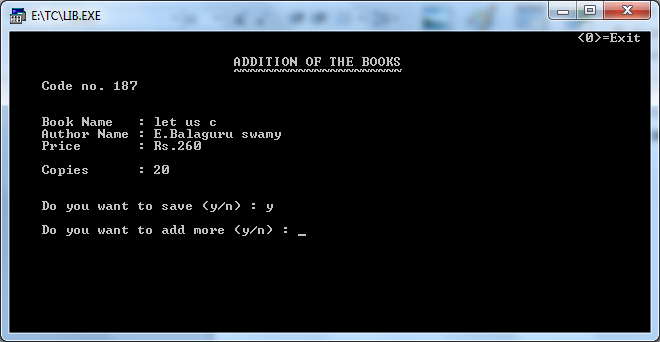 E:\TC\LIB.EXE
<0>=Exit
ADDITION OF THE BOOKS
Code no. 187
Book Name : let us c
Author Name : E.Balaguru swamy
Price : Rs.260
Copies : 20
Do you want to save (y/n) : y
Do you want to add more (y/n) : _